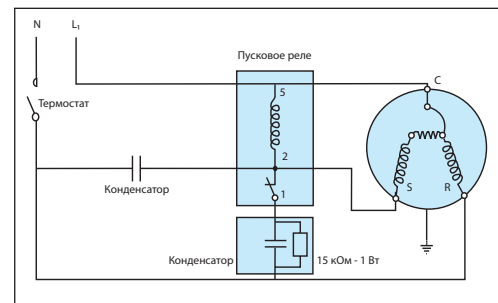 N L₁
Пусковое реле
C
5
Термостат
2
S R
1
Конденсатор
Конденсатор 15 кОм - 1 Вт